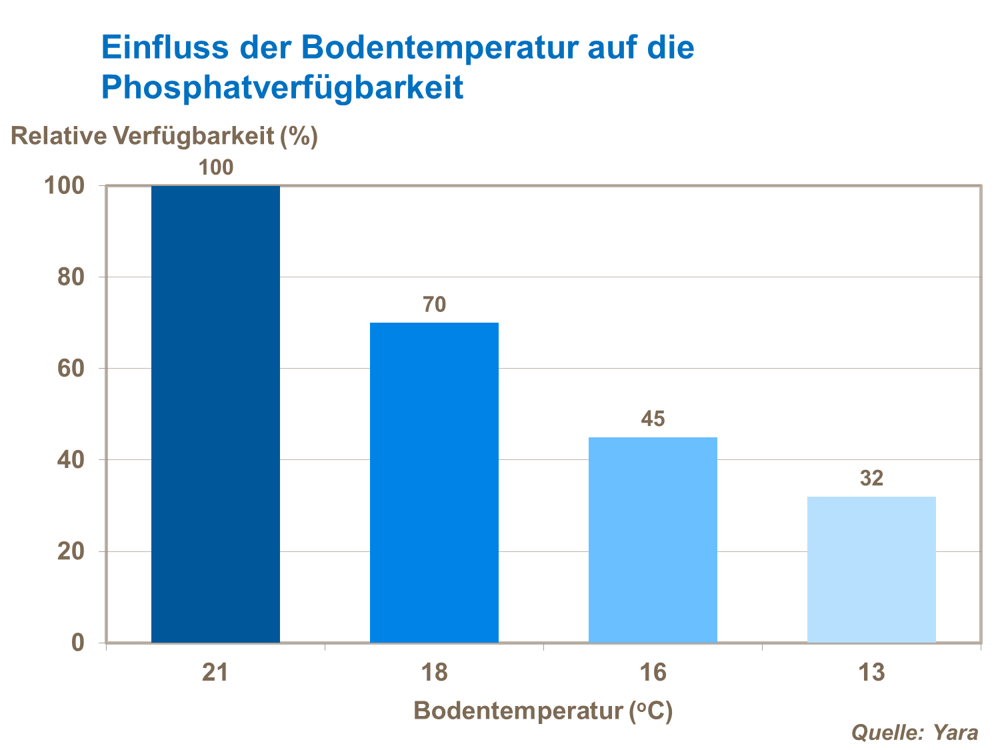 Einfluss der Bodentemperatur auf die
Phosphatverfügbarkeit
Relative Verfügbarkeit (%)
100
100
80
70
60
45
40
32
20
0
21 18 16 13
Bodentemperatur (ºC)
Quelle: Yara